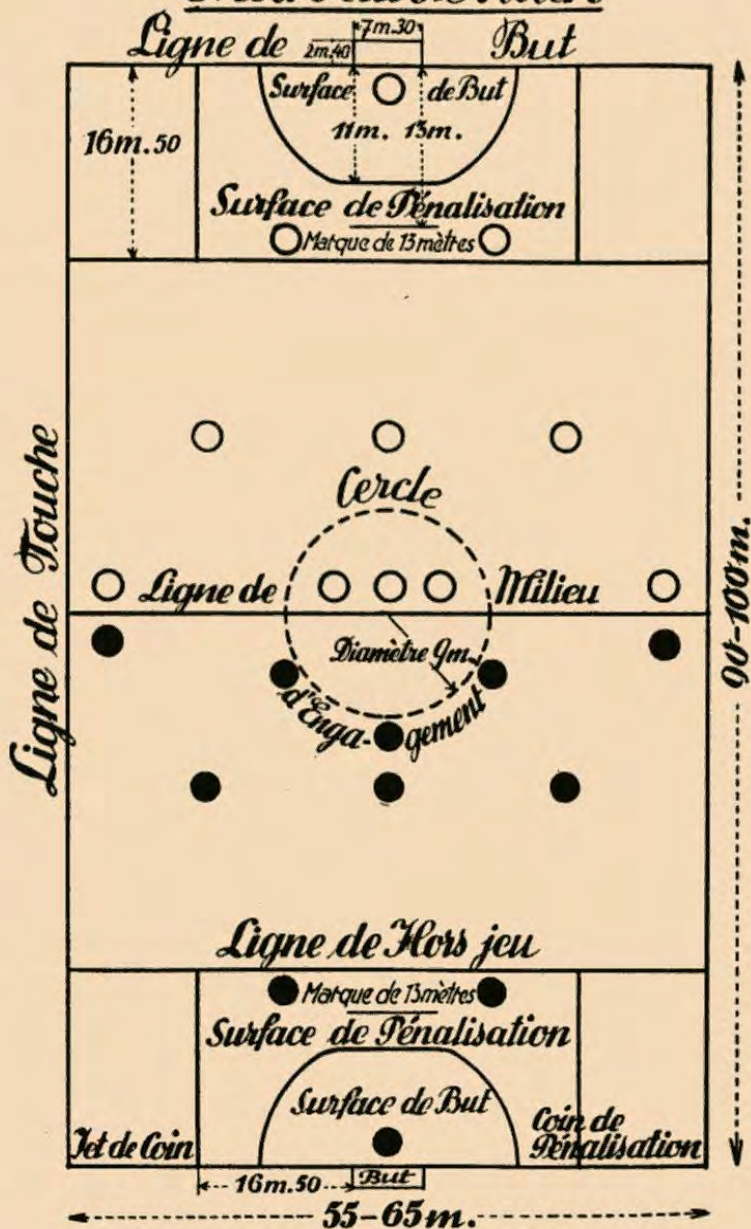 Ligne de 7m.30 But
2m.40
Surface de But
16m.50 11m. 13m.
Surface de Pénalisation
Marque de 13 mètres
Cercle
Ligne de Touche
Ligne de Milieu
90-100m.
Diamètre 9m.
d'Enga-gement
Ligne de Hors jeu
Marque de 13 mètres
Surface de Pénalisation
Surface de But
Jet de Coin
Coin de
Pénalisation
16m.50 But
55-65m.